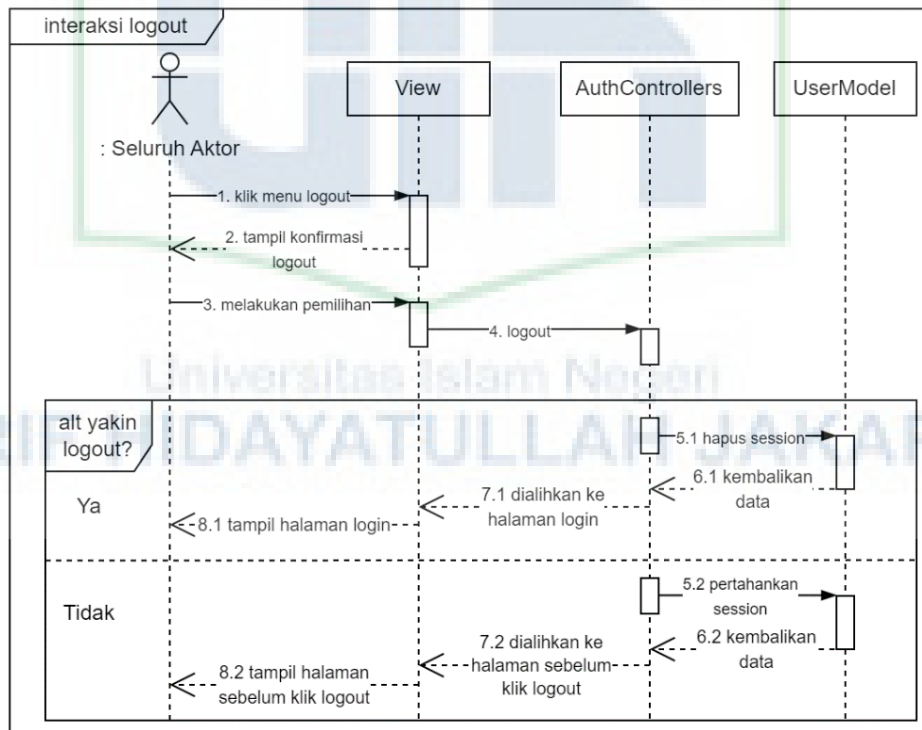 interaksi logout
View
AuthControllers
UserModel
: Seluruh Aktor
1. klik menu logout
2. tampil konfirmasi
logout
3. melakukan pemilihan
4. logout
Universitas Islam Negeri
HIDAYATULLAH JAKAR
alt yakin
logout?
5.1 hapus session
Ya
6.1 kembalikan
data
7.1 dialihkan ke
halaman login
8.1 tampil halaman login
Tidak
5.2 pertahankan
session
6.2 kembalikan
data
7.2 dialihkan ke
halaman sebelum
klik logout
8.2 tampil halaman
sebelum klik logout